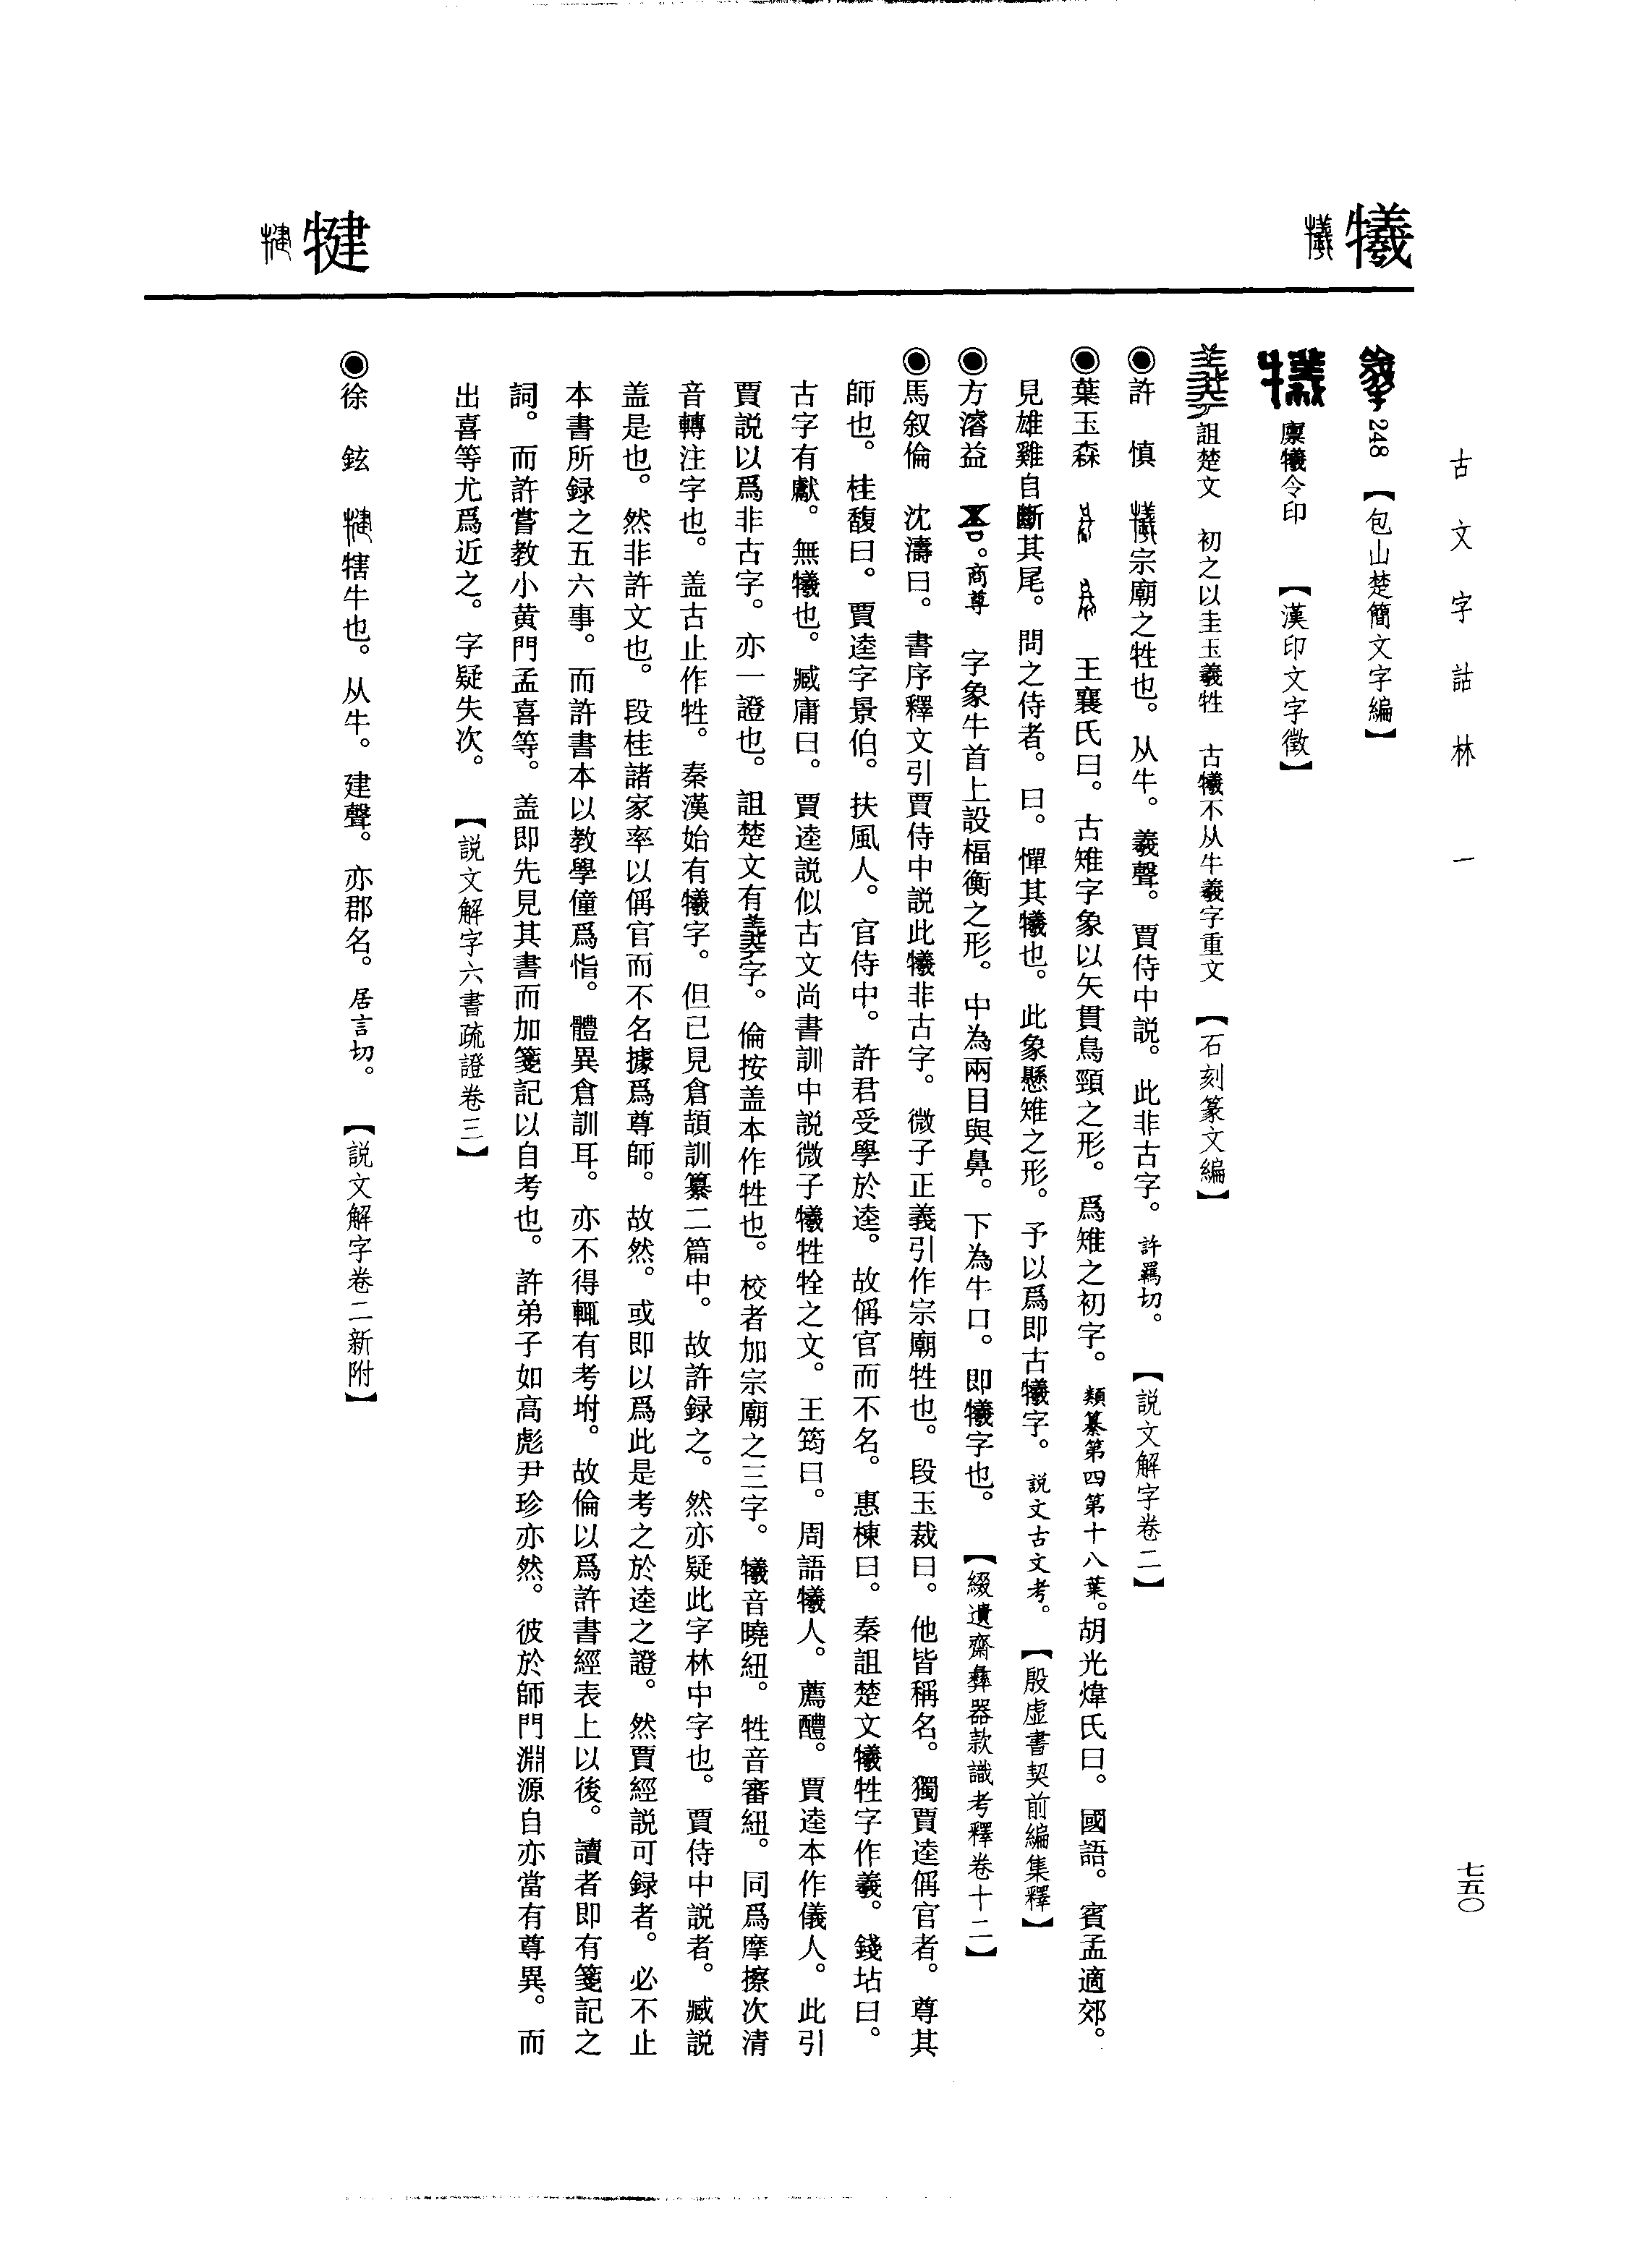 古文字詁林 一
七五〇
犧
248 【包山楚簡文字編】
廪犧令印 【漢印文字徵】
詛楚文 初之以圭玉羲牲 古犧不从牛羲字重文 【石刻篆文編】
◉許 慎 宗廟之牲也。从牛。羲聲。賈侍中説。此非古字。許羈切。 【説文解字卷二】
◉葉玉森 王襄氏曰。古雉字象以矢貫鳥頸之形。爲雉之初字。類纂第四第十八葉。胡光煒氏曰。國語。賓孟適郊。
見雄雞自斷其尾。問之侍者。曰。憚其犧也。此象懸雉之形。予以爲即古犧字。説文古文考。 【殷虛書契前編集釋】
◉方濬益 。商尊 字象牛首上設楅衡之形。中為兩目與鼻。下為牛口。即犧字也。 【綴遺齋彝器款識考釋卷十二】
◉馬叙倫 沈濤曰。書序釋文引賈侍中説此犧非古字。微子正義引作宗廟牲也。段玉裁曰。他皆稱名。獨賈逵偁官者。尊其
師也。桂馥曰。賈逵字景伯。扶風人。官侍中。許君受學於逵。故偁官而不名。惠棟曰。秦詛楚文犧牲字作羲。錢坫曰。
古字有獻。無犧也。臧庸曰。賈逵説似古文尚書訓中説微子犧牲牷之文。王筠曰。周語犧人。薦醴。賈逵本作儀人。此引
賈説以爲非古字。亦一證也。詛楚文有字。倫按盖本作牲也。校者加宗廟之三字。犧音曉紐。牲音審紐。同爲摩擦次清
音轉注字也。盖古止作牲。秦漢始有犧字。但已見倉頡訓纂二篇中。故許録之。然亦疑此字林中字也。賈侍中説者。臧説
盖是也。然非許文也。段桂諸家率以偁官而不名據爲尊師。故然。或即以爲此是考之於逵之證。然賈經説可録者。必不止
本書所録之五六事。而許書本以教學僮爲恉。體異倉訓耳。亦不得輒有考坿。故倫以爲許書經表上以後。讀者即有箋記之
詞。而許嘗教小黄門孟喜等。盖即先見其書而加箋記以自考也。許弟子如高彪尹珍亦然。彼於師門淵源自亦當有尊異。而
出喜等尤爲近之。字疑失次。 【説文解字六書疏證卷三】
犍
◉徐 鉉 犗牛也。从牛。建聲。亦郡名。居言切。 【説文解字卷二新附】